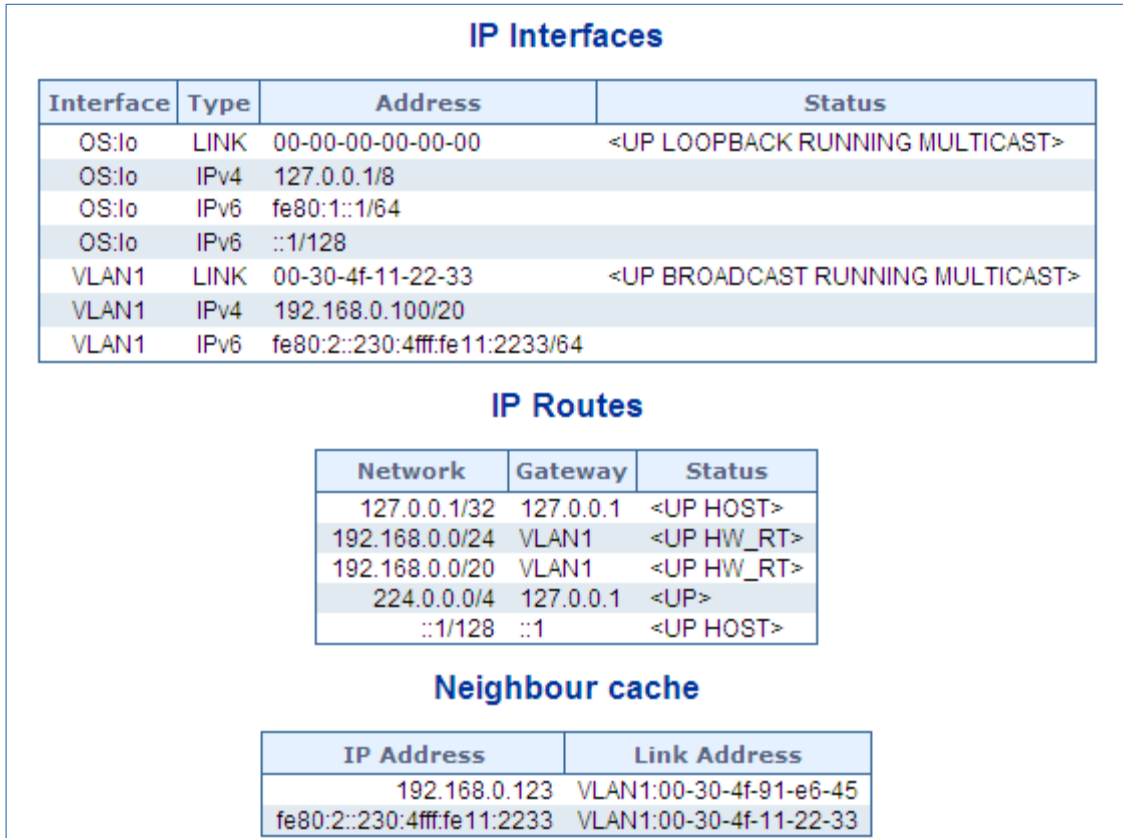 IP Interfaces
Interface Type Address Status
OS:lo LINK 00-00-00-00-00-00 <UP LOOPBACK RUNNING MULTICAST>
OS:lo IPv4 127.0.0.1/8
OS:lo IPv6 fe80:1::1/64
OS:lo IPv6 ::1/128
VLAN1 LINK 00-30-4f-11-22-33 <UP BROADCAST RUNNING MULTICAST>
VLAN1 IPv4 192.168.0.100/20
VLAN1 IPv6 fe80:2::230:4fff:fe11:2233/64
IP Routes
Network Gateway Status
127.0.0.1/32 127.0.0.1 <UP HOST>
192.168.0.0/24 VLAN1 <UP HW_RT>
192.168.0.0/20 VLAN1 <UP HW_RT>
224.0.0.0/4 127.0.0.1 <UP>
::1/128 ::1 <UP HOST>
Neighbour cache
IP Address Link Address
192.168.0.123 VLAN1:00-30-4f-91-e6-45
fe80:2::230:4fff:fe11:2233 VLAN1:00-30-4f-11-22-33